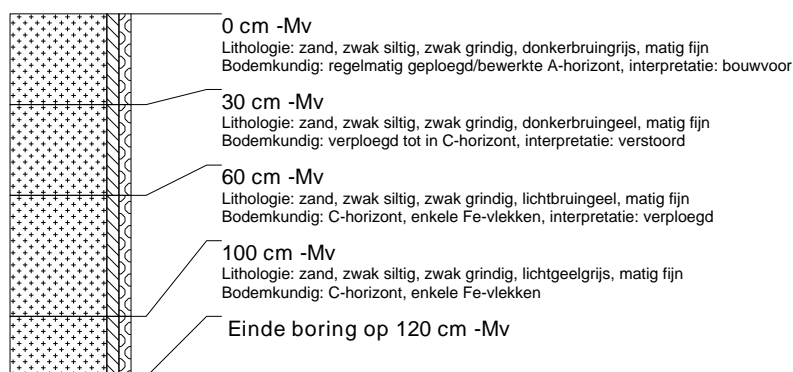 0 cm -Mv
Lithologie: zand, zwak siltig, zwak grindig, donkerbruingrijs, matig fijn
Bodemkundig: regelmatig geploegd/bewerkte A-horizont, interpretatie: bouwvoor
30 cm -Mv
Lithologie: zand, zwak siltig, zwak grindig, donkerbruingeel, matig fijn
Bodemkundig: verploegd tot in C-horizont, interpretatie: verstoord
60 cm -Mv
Lithologie: zand, zwak siltig, zwak grindig, lichtbruingeel, matig fijn
Bodemkundig: C-horizont, enkele Fe-vlekken, interpretatie: verploegd
100 cm -Mv
Lithologie: zand, zwak siltig, zwak grindig, lichtgeelgrijs, matig fijn
Bodemkundig: C-horizont, enkele Fe-vlekken
Einde boring op 120 cm -Mv